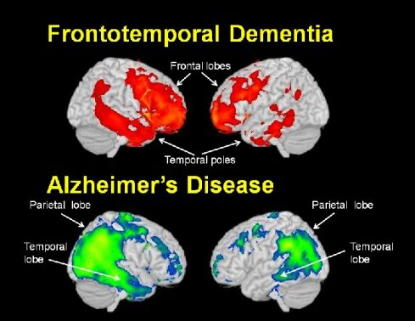 Frontotemporal Dementia
Frontal lobes
Temporal poles
Alzheimer's Disease
Parietal lobe
Parietal lobe
Temporal
lobe
Temporal
lobe